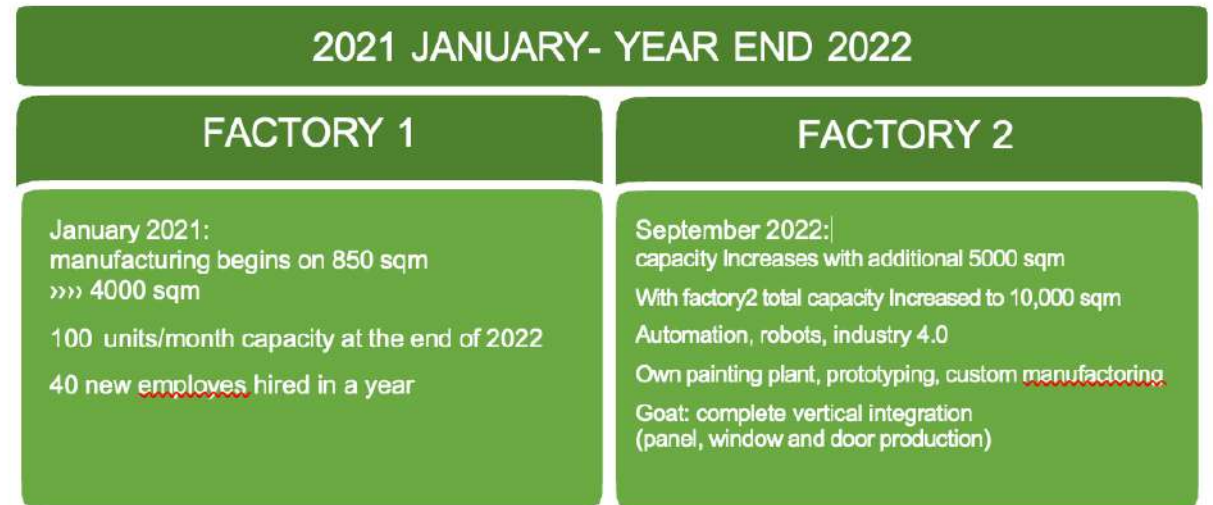 2021 JANUARY- YEAR END 2022
FACTORY 1
January 2021:
manufacturing begins on 850 sqm
›››› 4000 sqm
100 units/month capacity at the end of 2022
40 new employes hired in a year
FACTORY 2
September 2022:
capacity Increases with additional 5000 sqm
With factory2 total capacity Increased to 10,000 sqm
Automation, robots, industry 4.0
Own painting plant, prototyping, custom manufactoring
Goat: complete vertical integration
(panel, window and door production)